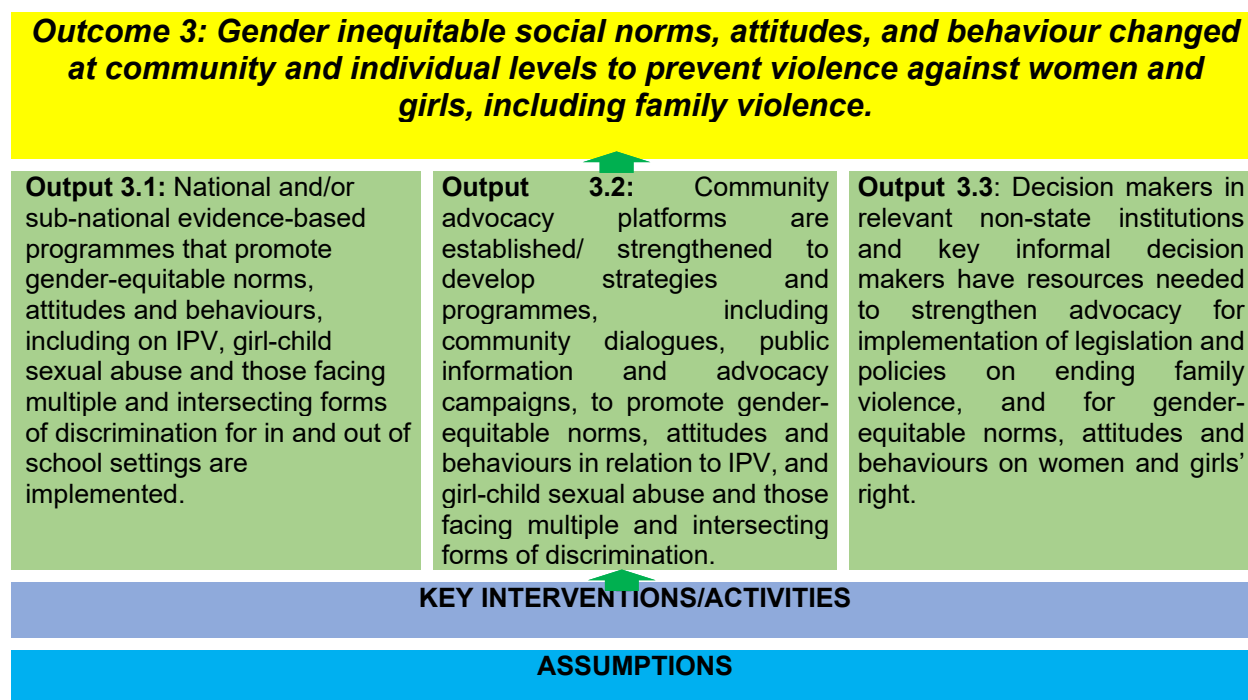 Outcome 3: Gender inequitable social norms, attitudes, and behaviour changed
at community and individual levels to prevent violence against women and
girls, including family violence.
Output 3.1: National and/or
sub-national evidence-based
programmes that promote
gender-equitable norms,
attitudes and behaviours,
including on IPV, girl-child
sexual abuse and those facing
multiple and intersecting forms
of discrimination for in and out of
school settings are
implemented.
Output 3.2: Community
advocacy platforms are
established/ strengthened to
develop strategies and
programmes, including
community dialogues, public
information and advocacy
campaigns, to promote gender-
equitable norms, attitudes and
behaviours in relation to IPV, and
girl-child sexual abuse and those
facing multiple and intersecting
forms of discrimination.
Output 3.3: Decision makers in
relevant non-state institutions
and key informal decision
makers have resources needed
to strengthen advocacy for
implementation of legislation and
policies on ending family
violence, and for gender-
equitable norms, attitudes and
behaviours on women and girls’
right.
KEY INTERVENTIONS/ACTIVITIES
ASSUMPTIONS